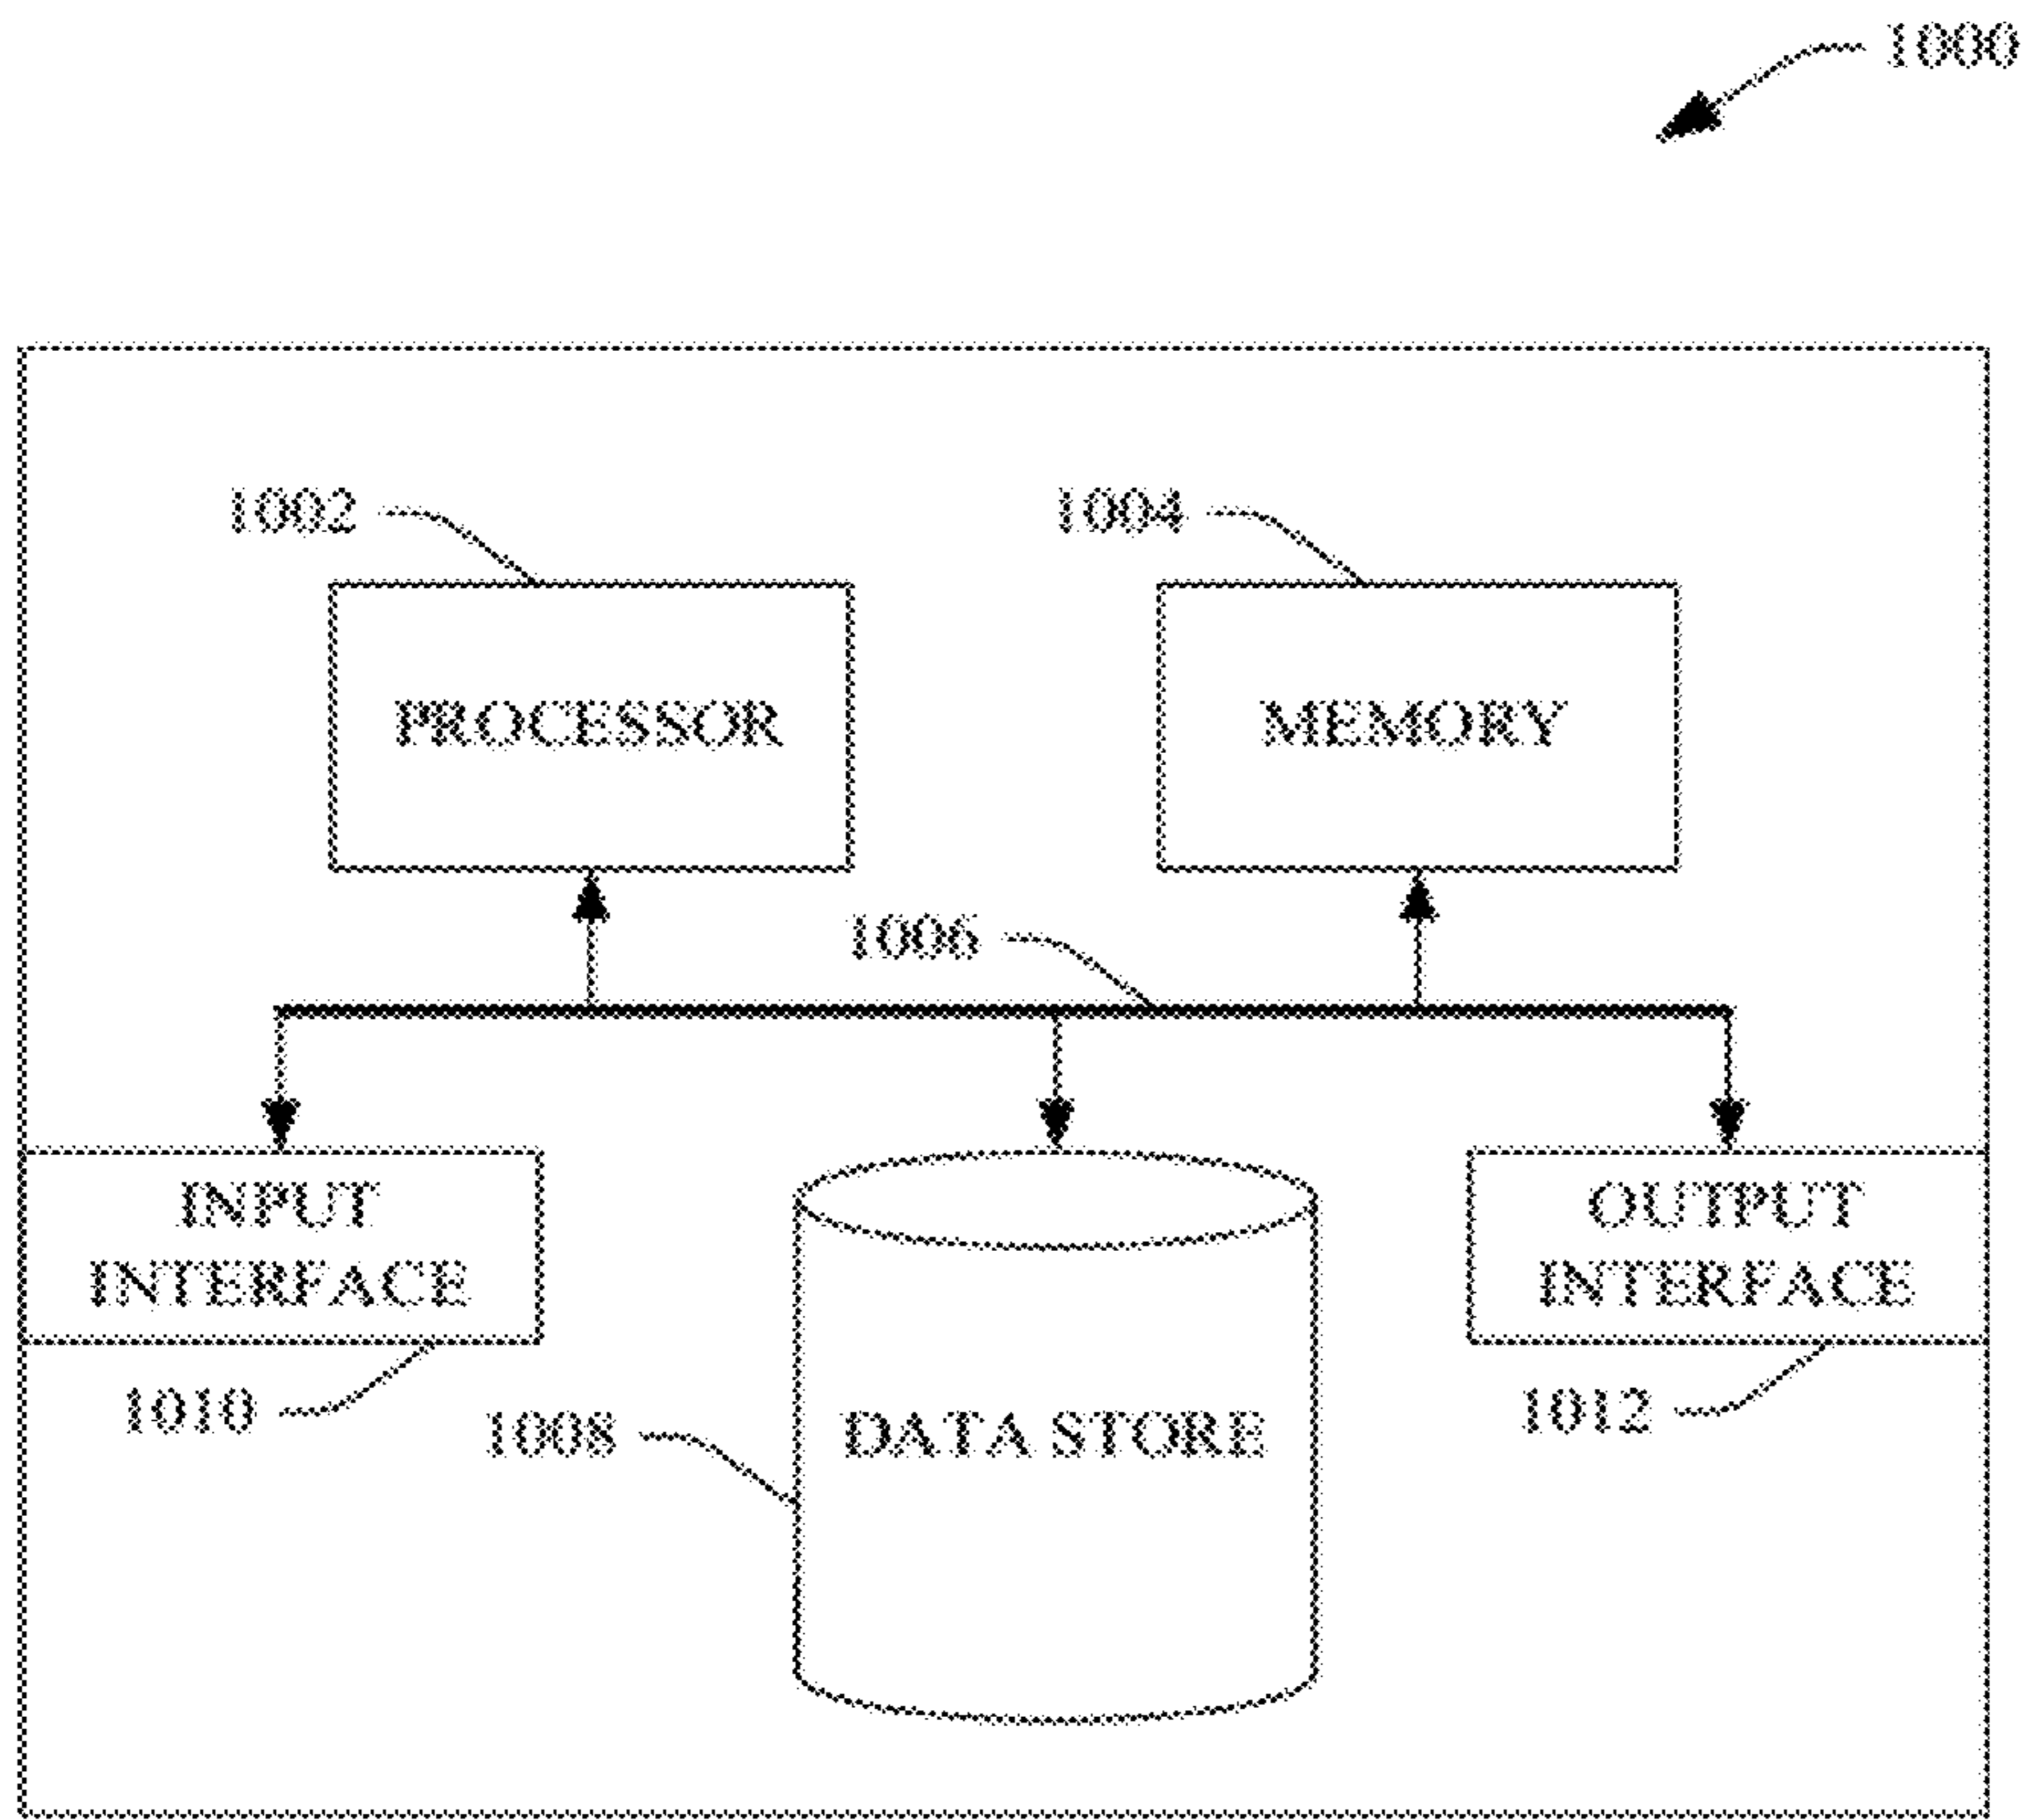 1000
1002
1004
PROCESSOR
MEMORY
1006
INPUT
INTERFACE
OUTPUT
INTERFACE
1010
1008
DATA STORE
1012